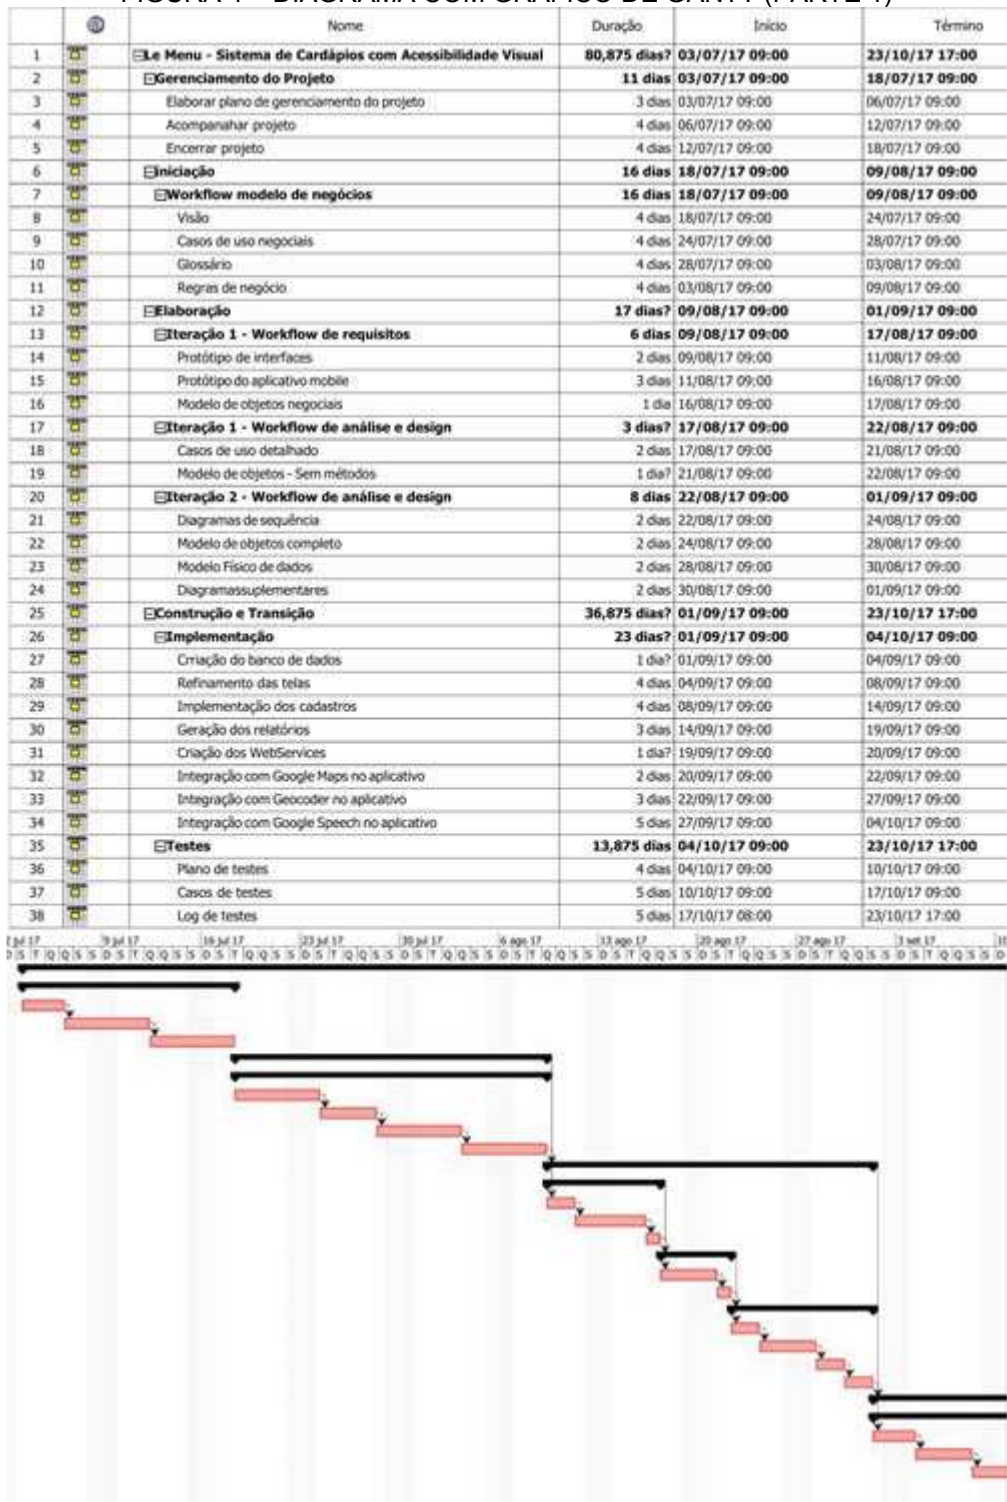 Nome Duração Início Término
1 Le Menu - Sistema de Cardápios com Acessibilidade Visual 80,875 dias? 03/07/17 09:00 23/10/17 17:00
2 Gerenciamento do Projeto 11 dias 03/07/17 09:00 18/07/17 09:00
3 Elaborar plano de gerenciamento do projeto 3 dias 03/07/17 09:00 06/07/17 09:00
4 Acompanahar projeto 4 dias 06/07/17 09:00 12/07/17 09:00
5 Encerrar projeto 4 dias 12/07/17 09:00 18/07/17 09:00
6 Iniciação 16 dias 18/07/17 09:00 09/08/17 09:00
7 Workflow modelo de negócios 16 dias 18/07/17 09:00 09/08/17 09:00
8 Visão 4 dias 18/07/17 09:00 24/07/17 09:00
9 Casos de uso negociais 4 dias 24/07/17 09:00 28/07/17 09:00
10 Glossário 4 dias 28/07/17 09:00 03/08/17 09:00
11 Regras de negócio 4 dias 03/08/17 09:00 09/08/17 09:00
12 Elaboração 17 dias? 09/08/17 09:00 01/09/17 09:00
13 Iteração 1 - Workflow de requisitos 6 dias 09/08/17 09:00 17/08/17 09:00
14 Protótipo de interfaces 2 dias 09/08/17 09:00 11/08/17 09:00
15 Protótipo do aplicativo mobile 3 dias 11/08/17 09:00 16/08/17 09:00
16 Modelo de objetos negociais 1 dia 16/08/17 09:00 17/08/17 09:00
17 Iteração 1 - Workflow de análise e design 3 dias? 17/08/17 09:00 22/08/17 09:00
18 Casos de uso detalhado 2 dias 17/08/17 09:00 21/08/17 09:00
19 Modelo de objetos - Sem métodos 1 dia? 21/08/17 09:00 22/08/17 09:00
20 Iteração 2 - Workflow de análise e design 8 dias 22/08/17 09:00 01/09/17 09:00
21 Diagramas de sequência 2 dias 22/08/17 09:00 24/08/17 09:00
22 Modelo de objetos completo 2 dias 24/08/17 09:00 28/08/17 09:00
23 Modelo Físico de dados 2 dias 28/08/17 09:00 30/08/17 09:00
24 Diagramassuplementares 2 dias 30/08/17 09:00 01/09/17 09:00
25 Construção e Transição 36,875 dias? 01/09/17 09:00 23/10/17 17:00
26 Implementação 23 dias? 01/09/17 09:00 04/10/17 09:00
27 Crriação do banco de dados 1 dia? 01/09/17 09:00 04/09/17 09:00
28 Refinamento das telas 4 dias 04/09/17 09:00 08/09/17 09:00
29 Implementação dos cadastros 4 dias 08/09/17 09:00 14/09/17 09:00
30 Geração dos relatórios 3 dias 14/09/17 09:00 19/09/17 09:00
31 Criação dos WebServices 1 dia? 19/09/17 09:00 20/09/17 09:00
32 Integração com Google Maps no aplicativo 2 dias 20/09/17 09:00 22/09/17 09:00
33 Integração com Geocoder no aplicativo 3 dias 22/09/17 09:00 27/09/17 09:00
34 Integração com Google Speech no aplicativo 5 dias 27/09/17 09:00 04/10/17 09:00
35 Testes 13,875 dias 04/10/17 09:00 23/10/17 17:00
36 Plano de testes 4 dias 04/10/17 09:00 10/10/17 09:00
37 Casos de testes 5 dias 10/10/17 09:00 17/10/17 09:00
38 Log de testes 5 dias 17/10/17 08:00 23/10/17 17:00
jul 17 9 jul 17 16 jul 17 23 jul 17 30 jul 17 6 ago 17 13 ago 17 20 ago 17 27 ago 17 3 set 17